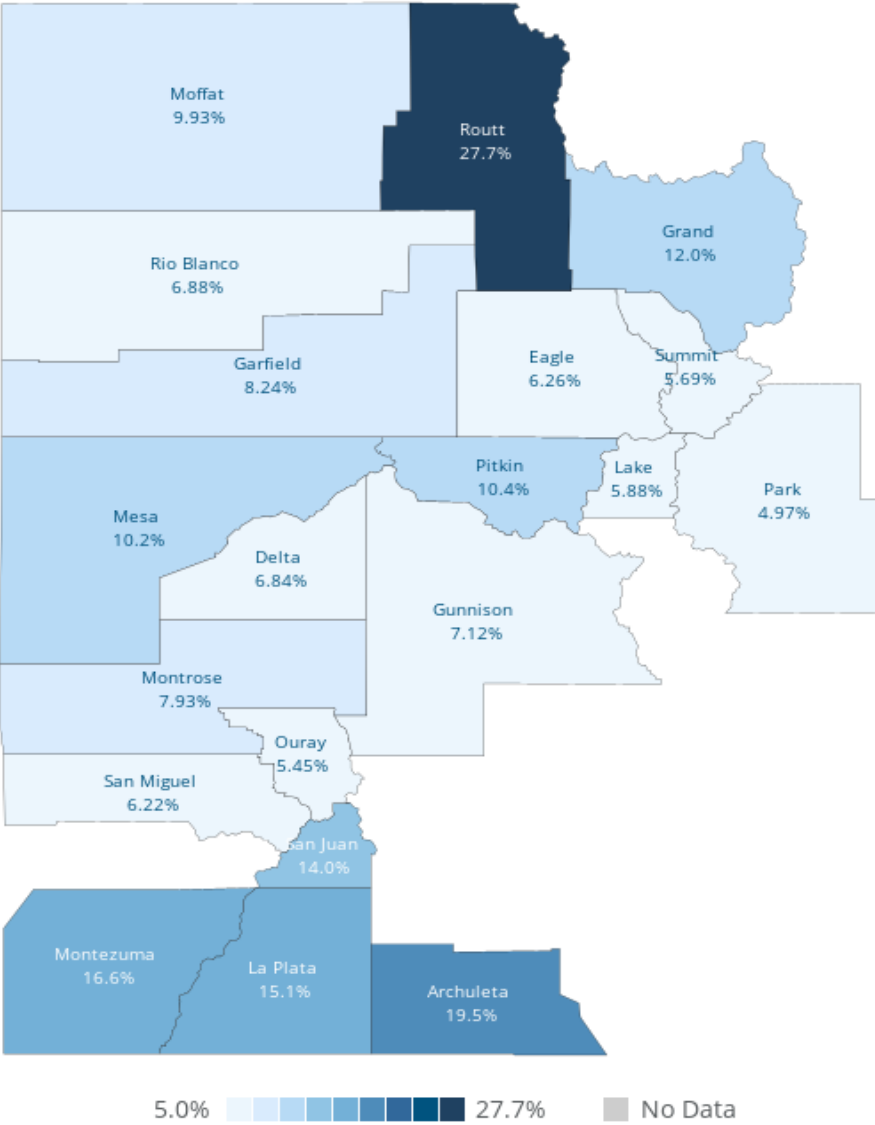 Moffat
9.93%
Routt
27.7%
Grand
12.0%
Rio Blanco
6.88%
Garfield
8.24%
Eagle
6.26%
Summit
5.69%
Pitkin
10.4%
Lake
5.88%
Park
4.97%
Mesa
10.2%
Delta
6.84%
Gunnison
7.12%
Montrose
7.93%
Ouray
5.45%
San Miguel
6.22%
San Juan
14.0%
Montezuma
16.6%
La Plata
15.1%
Archuleta
19.5%
5.0% 27.7% No Data